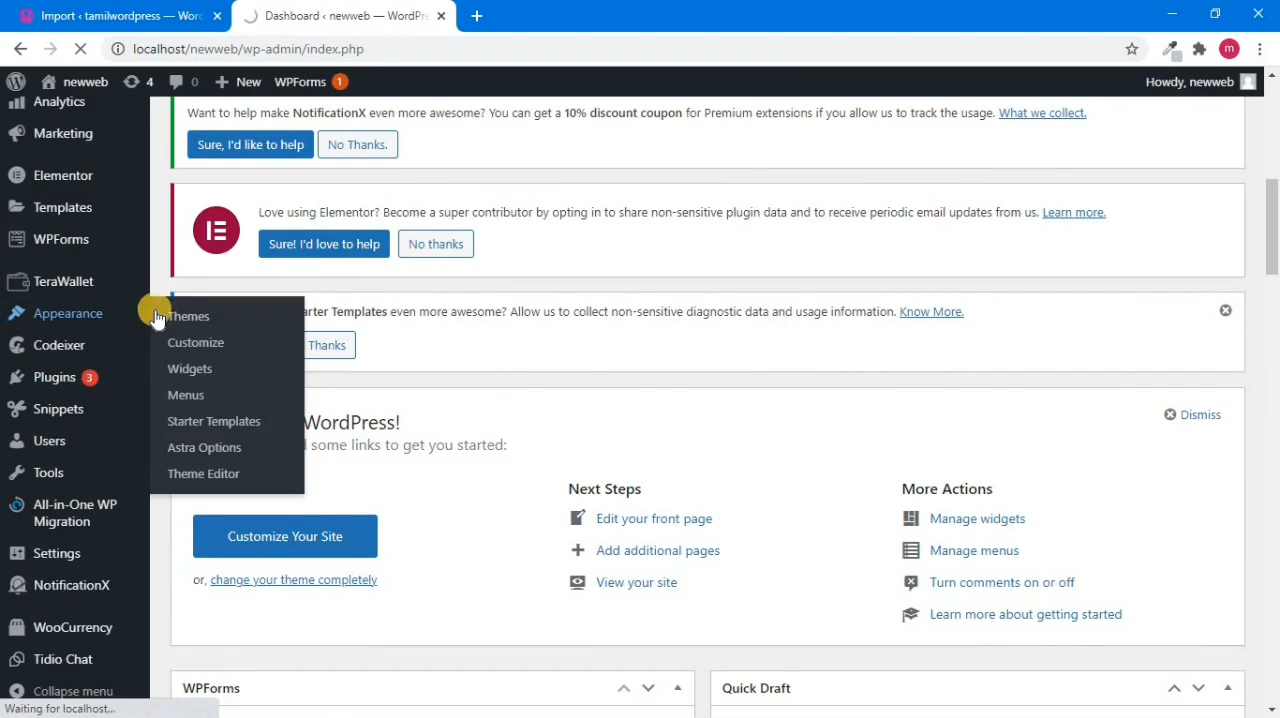 Import ‹ tamilwordpress — Wor
Dashboard ‹ newweb — WordPre
localhost/newweb/wp-admin/index.php
m
newweb
4
0
New
WPForms 1
Howdy, newweb
Analytics
Marketing
Elementor
Templates
WPForms
TeraWallet
Appearance
Codeixer
Plugins 3
Snippets
Users
Tools
All-in-One WP
Migration
Settings
NotificationX
WooCurrency
Tidio Chat
Collapse menu
Waiting for localhost...
Themes
Customize
Widgets
Menus
Starter Templates
Astra Options
Theme Editor
Want to help make NotificationX even more awesome? You can get a 10% discount coupon for Premium extensions if you allow us to track the usage. What we collect.
Sure, I'd like to help
No Thanks.
Love using Elementor? Become a super contributor by opting in to share non-sensitive plugin data and to receive periodic email updates from us. Learn more.
Sure! I'd love to help
No thanks
arter Templates even more awesome? Allow us to collect non-sensitive diagnostic data and usage information. Know More.
Thanks
WordPress!
Dismiss
some links to get you started:
Customize Your Site
or, change your theme completely
Next Steps
Edit your front page
Add additional pages
View your site
More Actions
Manage widgets
Manage menus
Turn comments on or off
Learn more about getting started
WPForms
Quick Draft